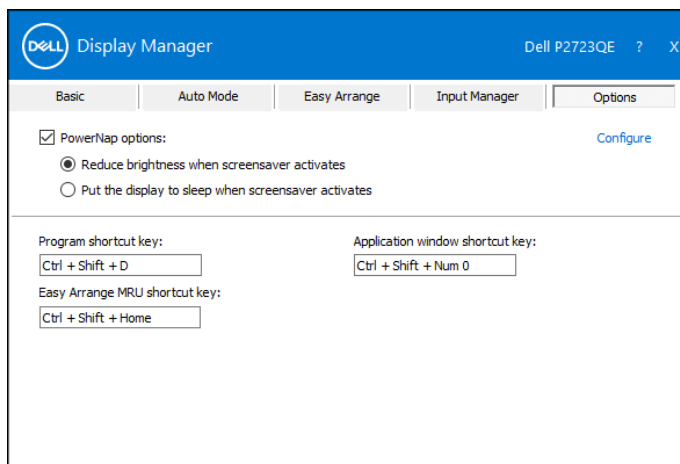 DELL Display Manager Dell P2723QE ? X
Basic Auto Mode Easy Arrange Input Manager Options
PowerNap options: Configure
Reduce brightness when screensaver activates
Put the display to sleep when screensaver activates
Program shortcut key: Application window shortcut key:
Ctrl + Shift + D Ctrl + Shift + Num 0
Easy Arrange MRU shortcut key:
Ctrl + Shift + Home